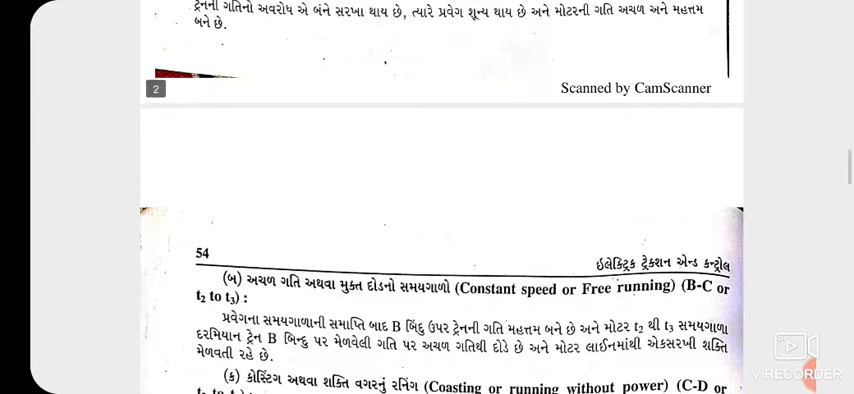 ટ્રેનની ગતિનો અવરોધ એ બંને સરખા થાય છે, ત્યારે પ્રવેગ શૂન્ય થાય છે અને મોટરની ગતિ અચળ અને મહત્તમ
બને છે.
2
Scanned by CamScanner
54
ઇલેક્ટ્રિક ટ્રેક્શન એન્ડ કન્ટ્રોલ
(બ) અચળ ગતિ અથવા મુક્ત દોડનો સમયગાળો (Constant speed or Free running) (B-C or
t₂ to t₃) :
પ્રવેગના સમયગાળાની સમાપ્તિ બાદ B બિંદુ ઉપર ટ્રેનની ગતિ મહત્તમ બને છે અને મોટર t₂ થી t₃ સમયગાળા
દરમિયાન ટ્રેન B બિન્દુ પર મેળવેલી ગતિ પર અચળ ગતિથી દોડે છે અને મોટર લાઈનમાંથી એકસરખી શક્તિ
મેળવતી રહે છે.
(ક) કોસ્ટિંગ અથવા શક્તિ વગરનું રનિંગ (Coasting or running without power) (C-D or
V RECORDER